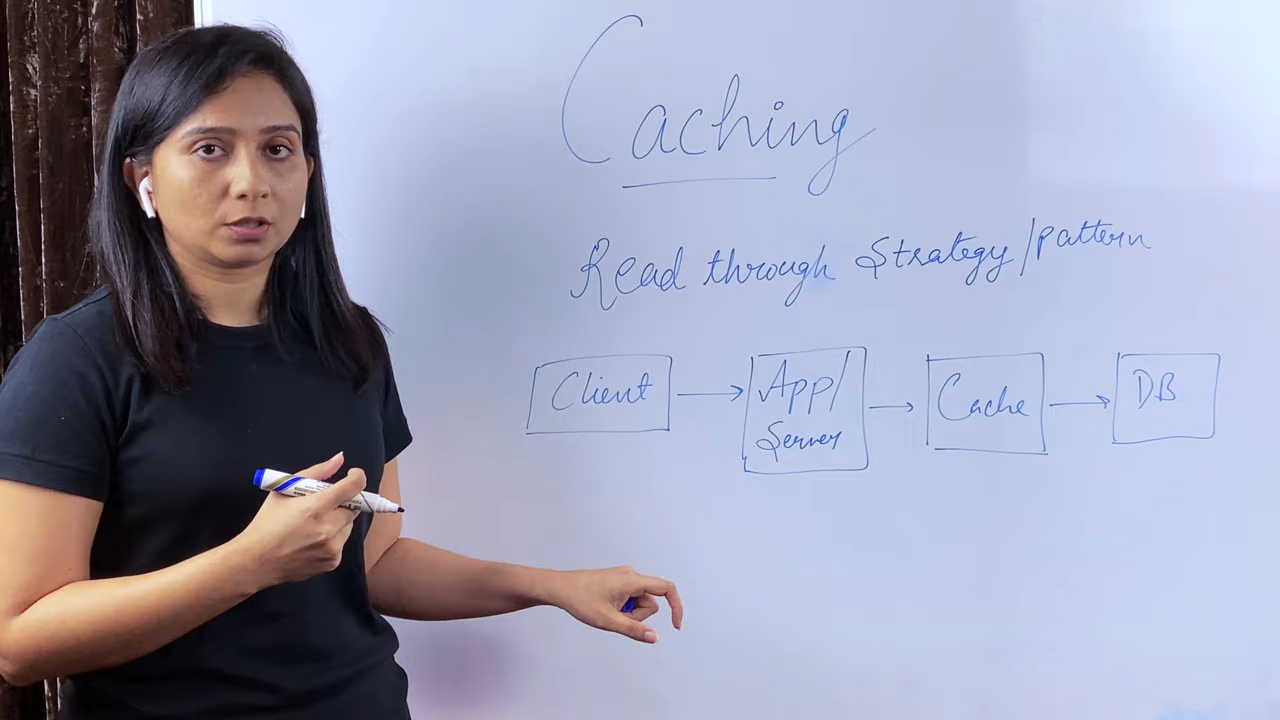 Caching
Read through Strategy/pattern
Client
App/
Server
Cache
DB